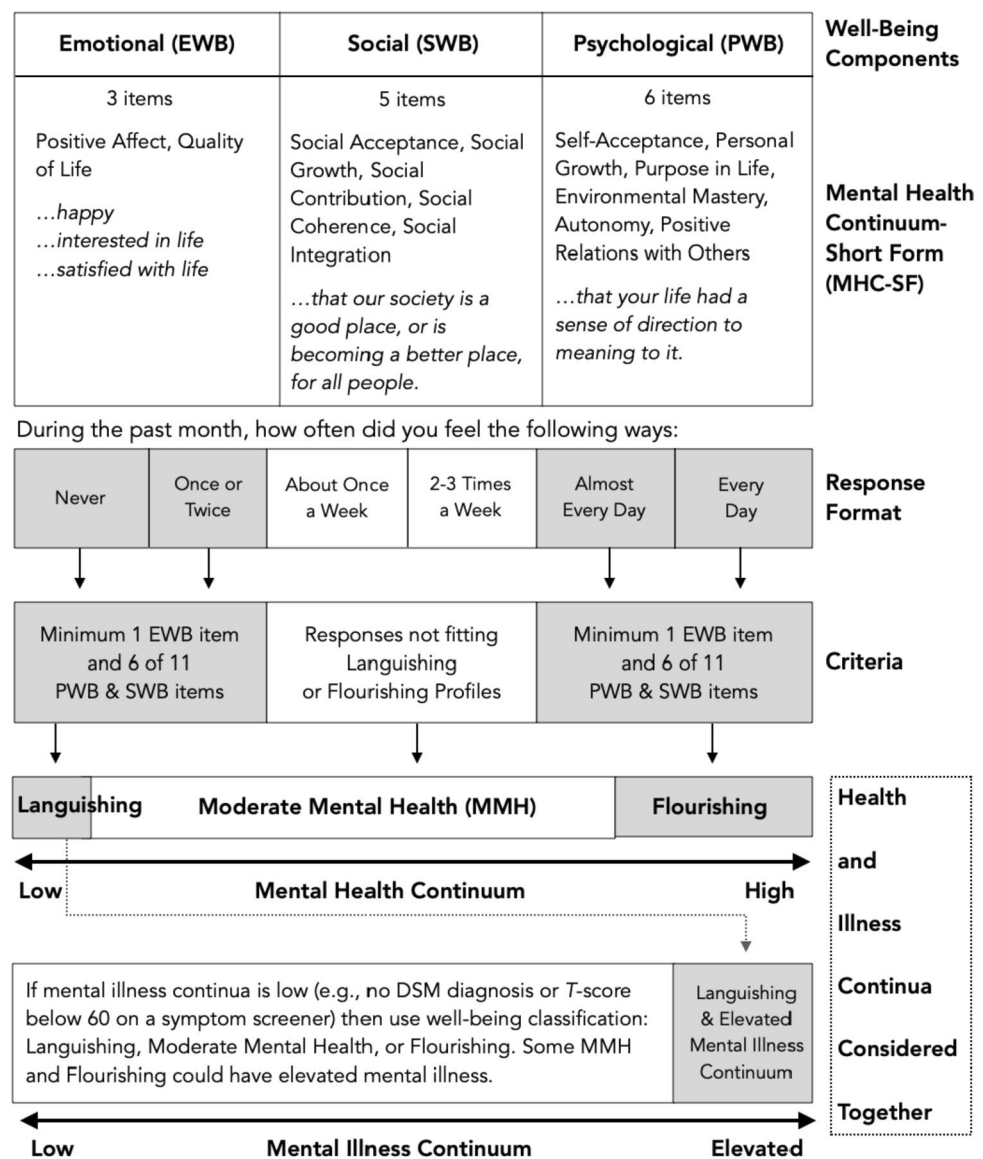 Emotional (EWB)
Social (SWB)
Psychological (PWB)
Well-Being
Components
3 items
Positive Affect, Quality
of Life
…happy
…interested in life
…satisfied with life
5 items
Social Acceptance, Social
Growth, Social
Contribution, Social
Coherence, Social
Integration
…that our society is a
good place, or is
becoming a better place,
for all people.
6 items
Self-Acceptance, Personal
Growth, Purpose in Life,
Environmental Mastery,
Autonomy, Positive
Relations with Others
…that your life had a
sense of direction to
meaning to it.
Mental Health
Continuum-
Short Form
(MHC-SF)
During the past month, how often did you feel the following ways:
Never
Once or
Twice
About Once
a Week
2-3 Times
a Week
Almost
Every Day
Every
Day
Response
Format
Minimum 1 EWB item
and 6 of 11
PWB & SWB items
Responses not fitting
Languishing
or Flourishing Profiles
Minimum 1 EWB item
and 6 of 11
PWB & SWB items
Criteria
Languishing
Moderate Mental Health (MMH)
Flourishing
Low
Mental Health Continuum
High
If mental illness continua is low (e.g., no DSM diagnosis or T-score
below 60 on a symptom screener) then use well-being classification:
Languishing, Moderate Mental Health, or Flourishing. Some MMH
and Flourishing could have elevated mental illness.
Languishing
& Elevated
Mental Illness
Continuum
Low
Mental Illness Continuum
Elevated
Health
and
Illness
Continua
Considered
Together